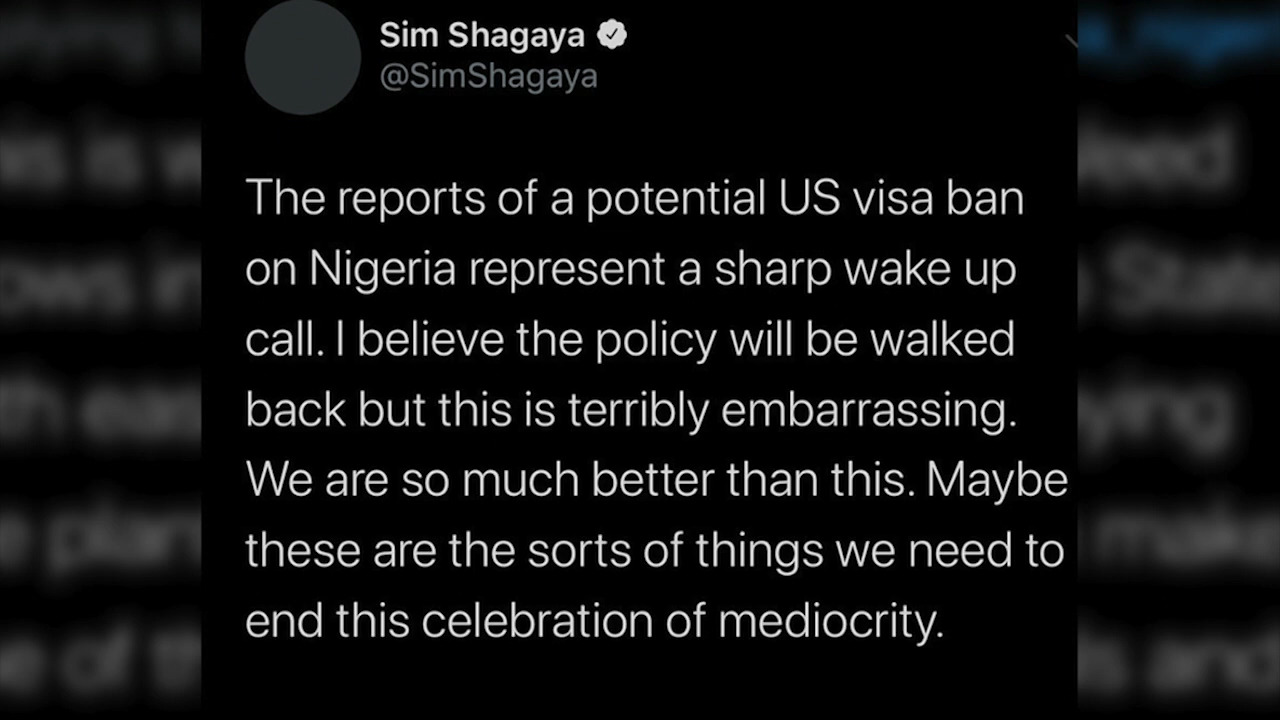 Sim Shagaya
@SimShagaya
The reports of a potential US visa ban
on Nigeria represent a sharp wake up
call. I believe the policy will be walked
back but this is terribly embarrassing.
We are so much better than this. Maybe
these are the sorts of things we need to
end this celebration of mediocrity.